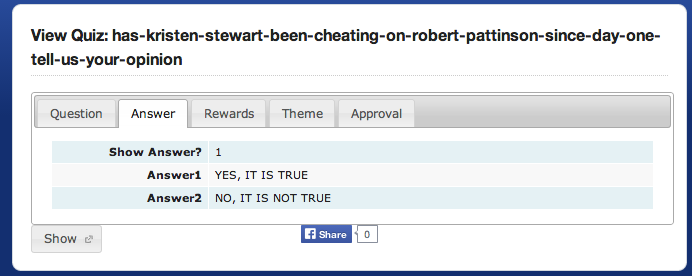 View Quiz: has-kristen-stewart-been-cheating-on-robert-pattinson-since-day-one-
tell-us-your-opinion
Question Answer Rewards Theme Approval
Show Answer? 1
Answer1 YES, IT IS TRUE
Answer2 NO, IT IS NOT TRUE
Show f Share 0